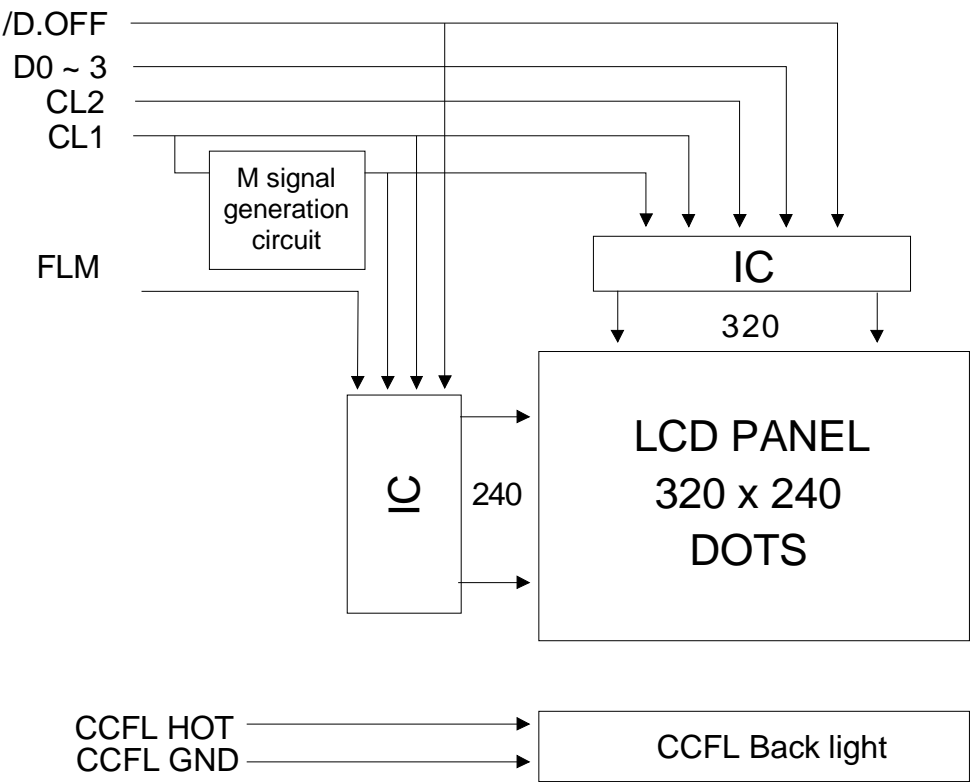 /D.OFF
D0 ~ 3
CL2
CL1
M signal
generation
circuit
FLM
IC
320
LCD PANEL
320 x 240
DOTS
IC
240
CCFL HOT
CCFL GND
CCFL Back light